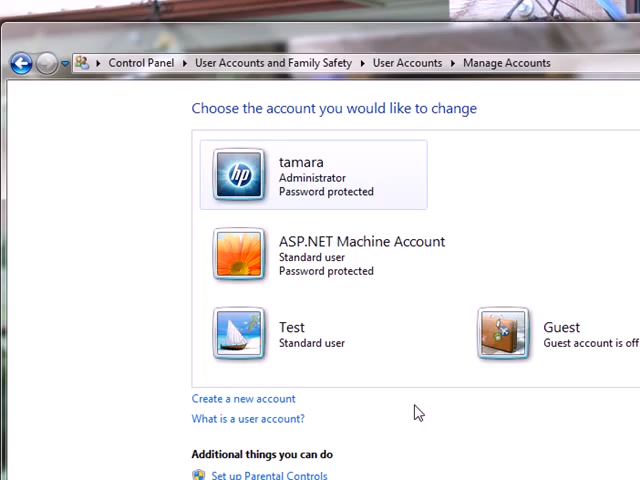 Control Panel User Accounts and Family Safety User Accounts Manage Accounts
Choose the account you would like to change
hp
tamara
Administrator
Password protected
ASP.NET Machine Account
Standard user
Password protected
Test
Standard user
Guest
Guest account is off
Create a new account
What is a user account?
Additional things you can do
Set up Parental Controls